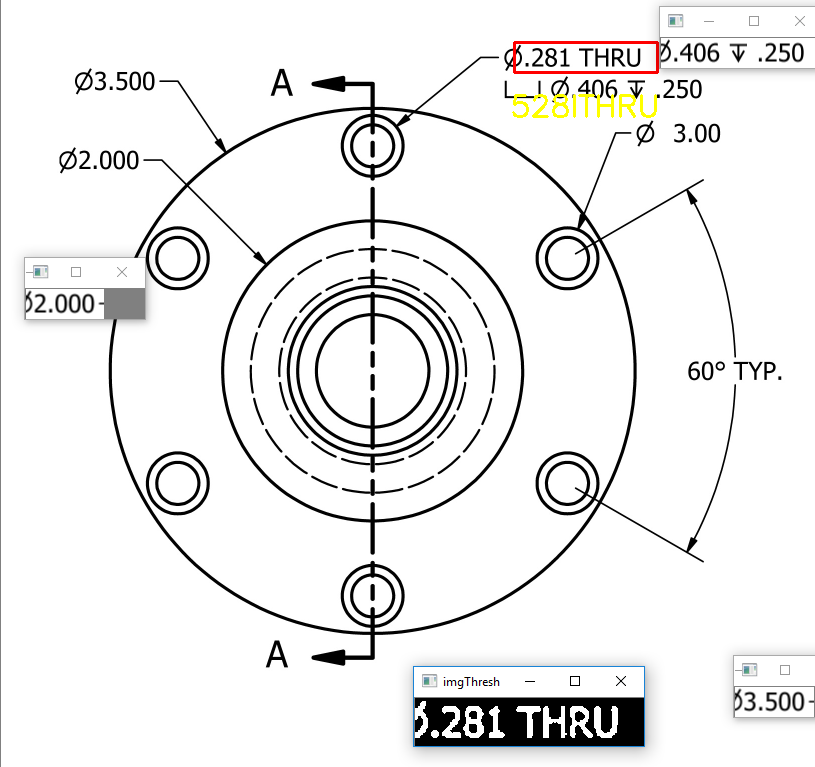 A
Ø.281 THRU
Ø.406 ↧ .250
Ø3.500
⌴ Ø.406 ↧ .250
528ITHRU
Ø 3.00
Ø2.000
Ø2.000
60° TYP.
A
imgThresh
Ø.281 THRU
Ø3.500